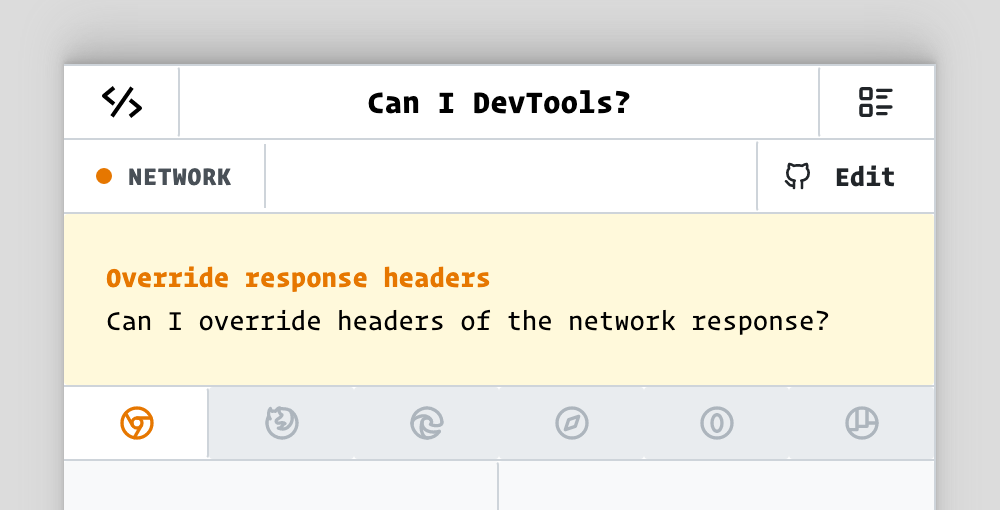 Can I DevTools?
NETWORK
Edit
Override response headers
Can I override headers of the network response?